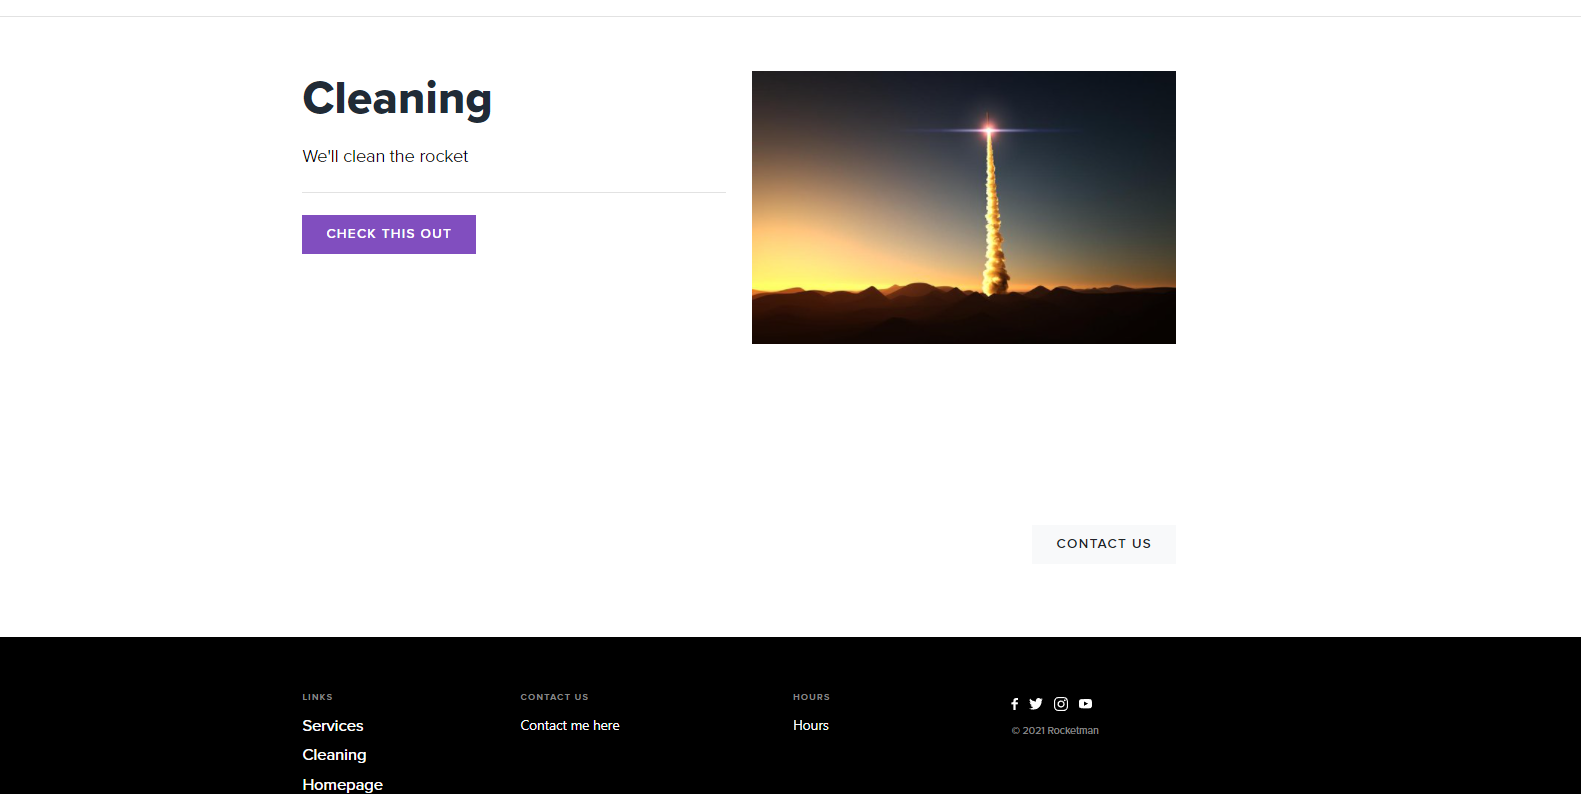 Cleaning
We'll clean the rocket
CHECK THIS OUT
CONTACT US
LINKS
Services
Cleaning
Homepage
CONTACT US
Contact me here
HOURS
Hours
© 2021 Rocketman